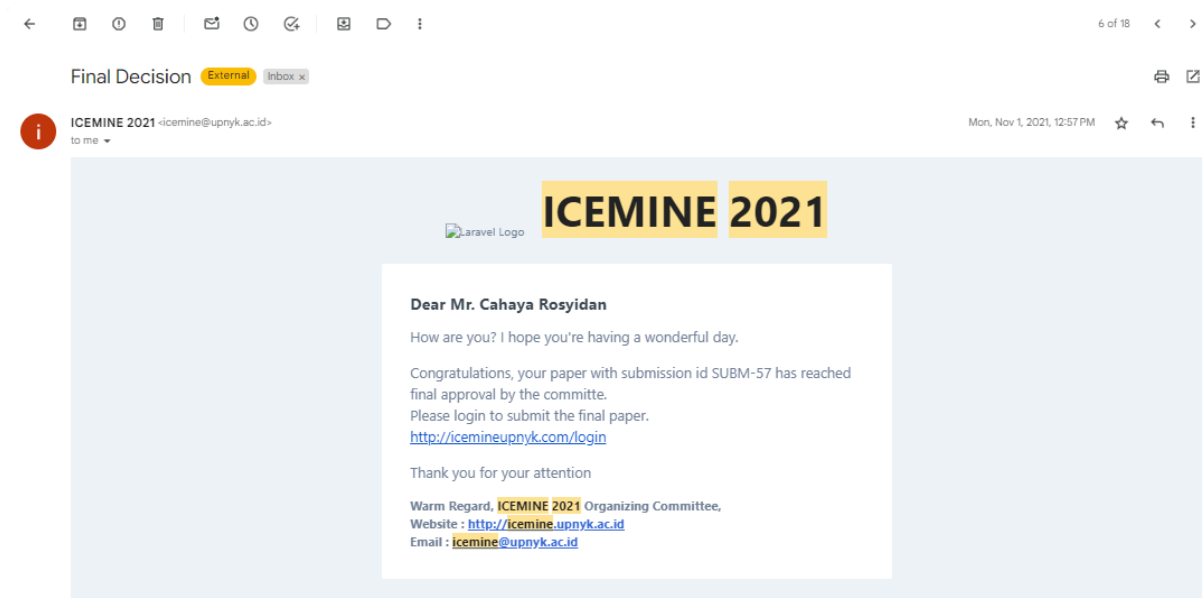 6 of 18
Final Decision External Inbox x
ICEMINE 2021 <icemine@upnyk.ac.id> Mon, Nov 1, 2021, 12:57 PM
to me
i
Laravel Logo ICEMINE 2021
Dear Mr. Cahaya Rosyidan
How are you? I hope you're having a wonderful day.
Congratulations, your paper with submission id SUBM-57 has reached
final approval by the committe.
Please login to submit the final paper.
http://icemineupnyk.com/login
Thank you for your attention
Warm Regard, ICEMINE 2021 Organizing Committee,
Website : http://icemine.upnyk.ac.id
Email : icemine@upnyk.ac.id